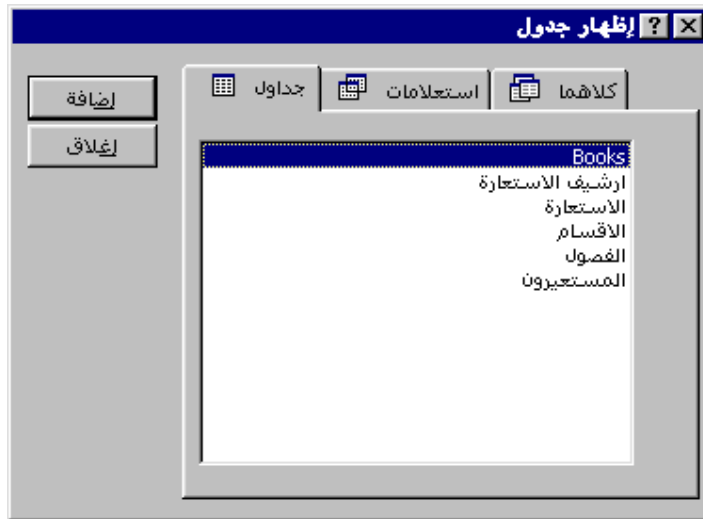 إظهار جدول
كلاهما
استعلامات
جداول
إضافة
إغلاق
Books
ارشيف الاستعارة
الاستعارة
الاقسام
الفصول
المستعيرون